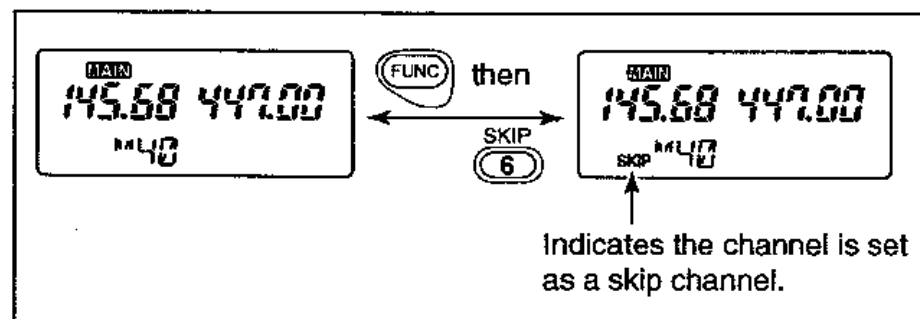 MAIN
145.68 447.00
M40
FUNC then
SKIP
6
MAIN
145.68 447.00
SKIP M40
Indicates the channel is set
as a skip channel.